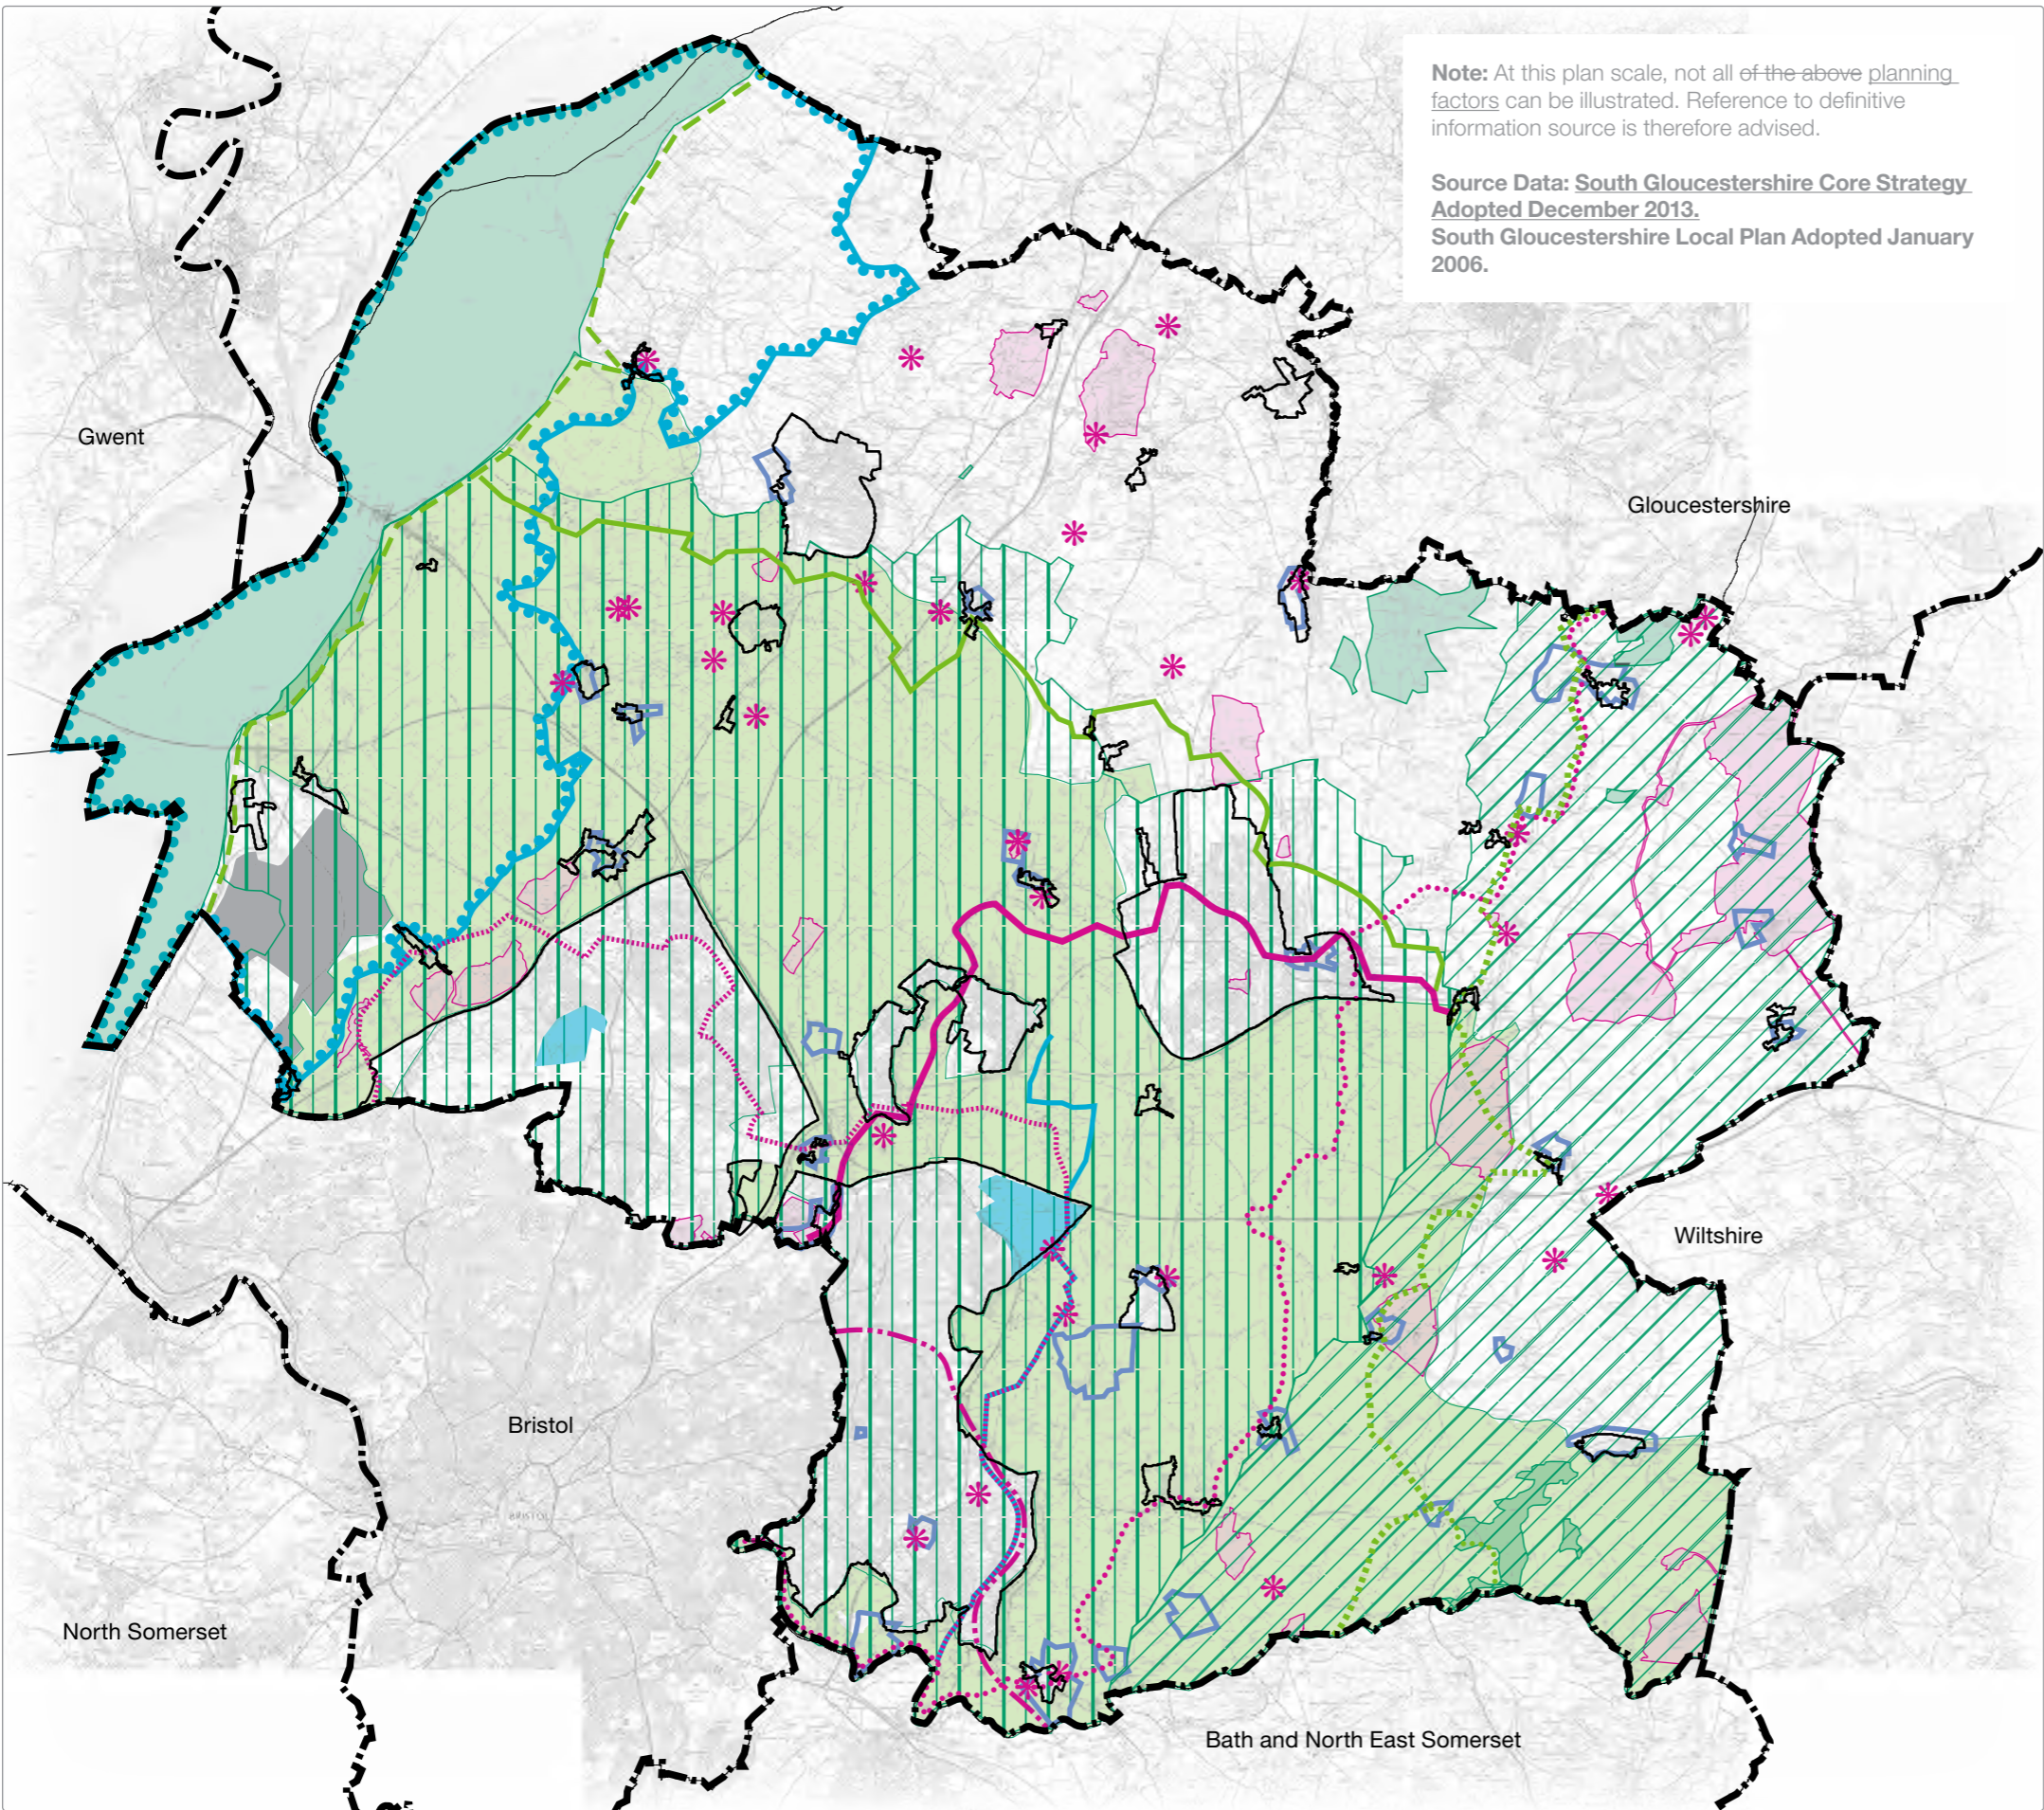 Note: At this plan scale, not all of the above planning
factors can be illustrated. Reference to definitive
information source is therefore advised.
Source Data: South Gloucestershire Core Strategy
Adopted December 2013.
South Gloucestershire Local Plan Adopted January
2006.
Gwent
Gloucestershire
Wiltshire
Bristol
BRISTOL
North Somerset
Bath and North East Somerset